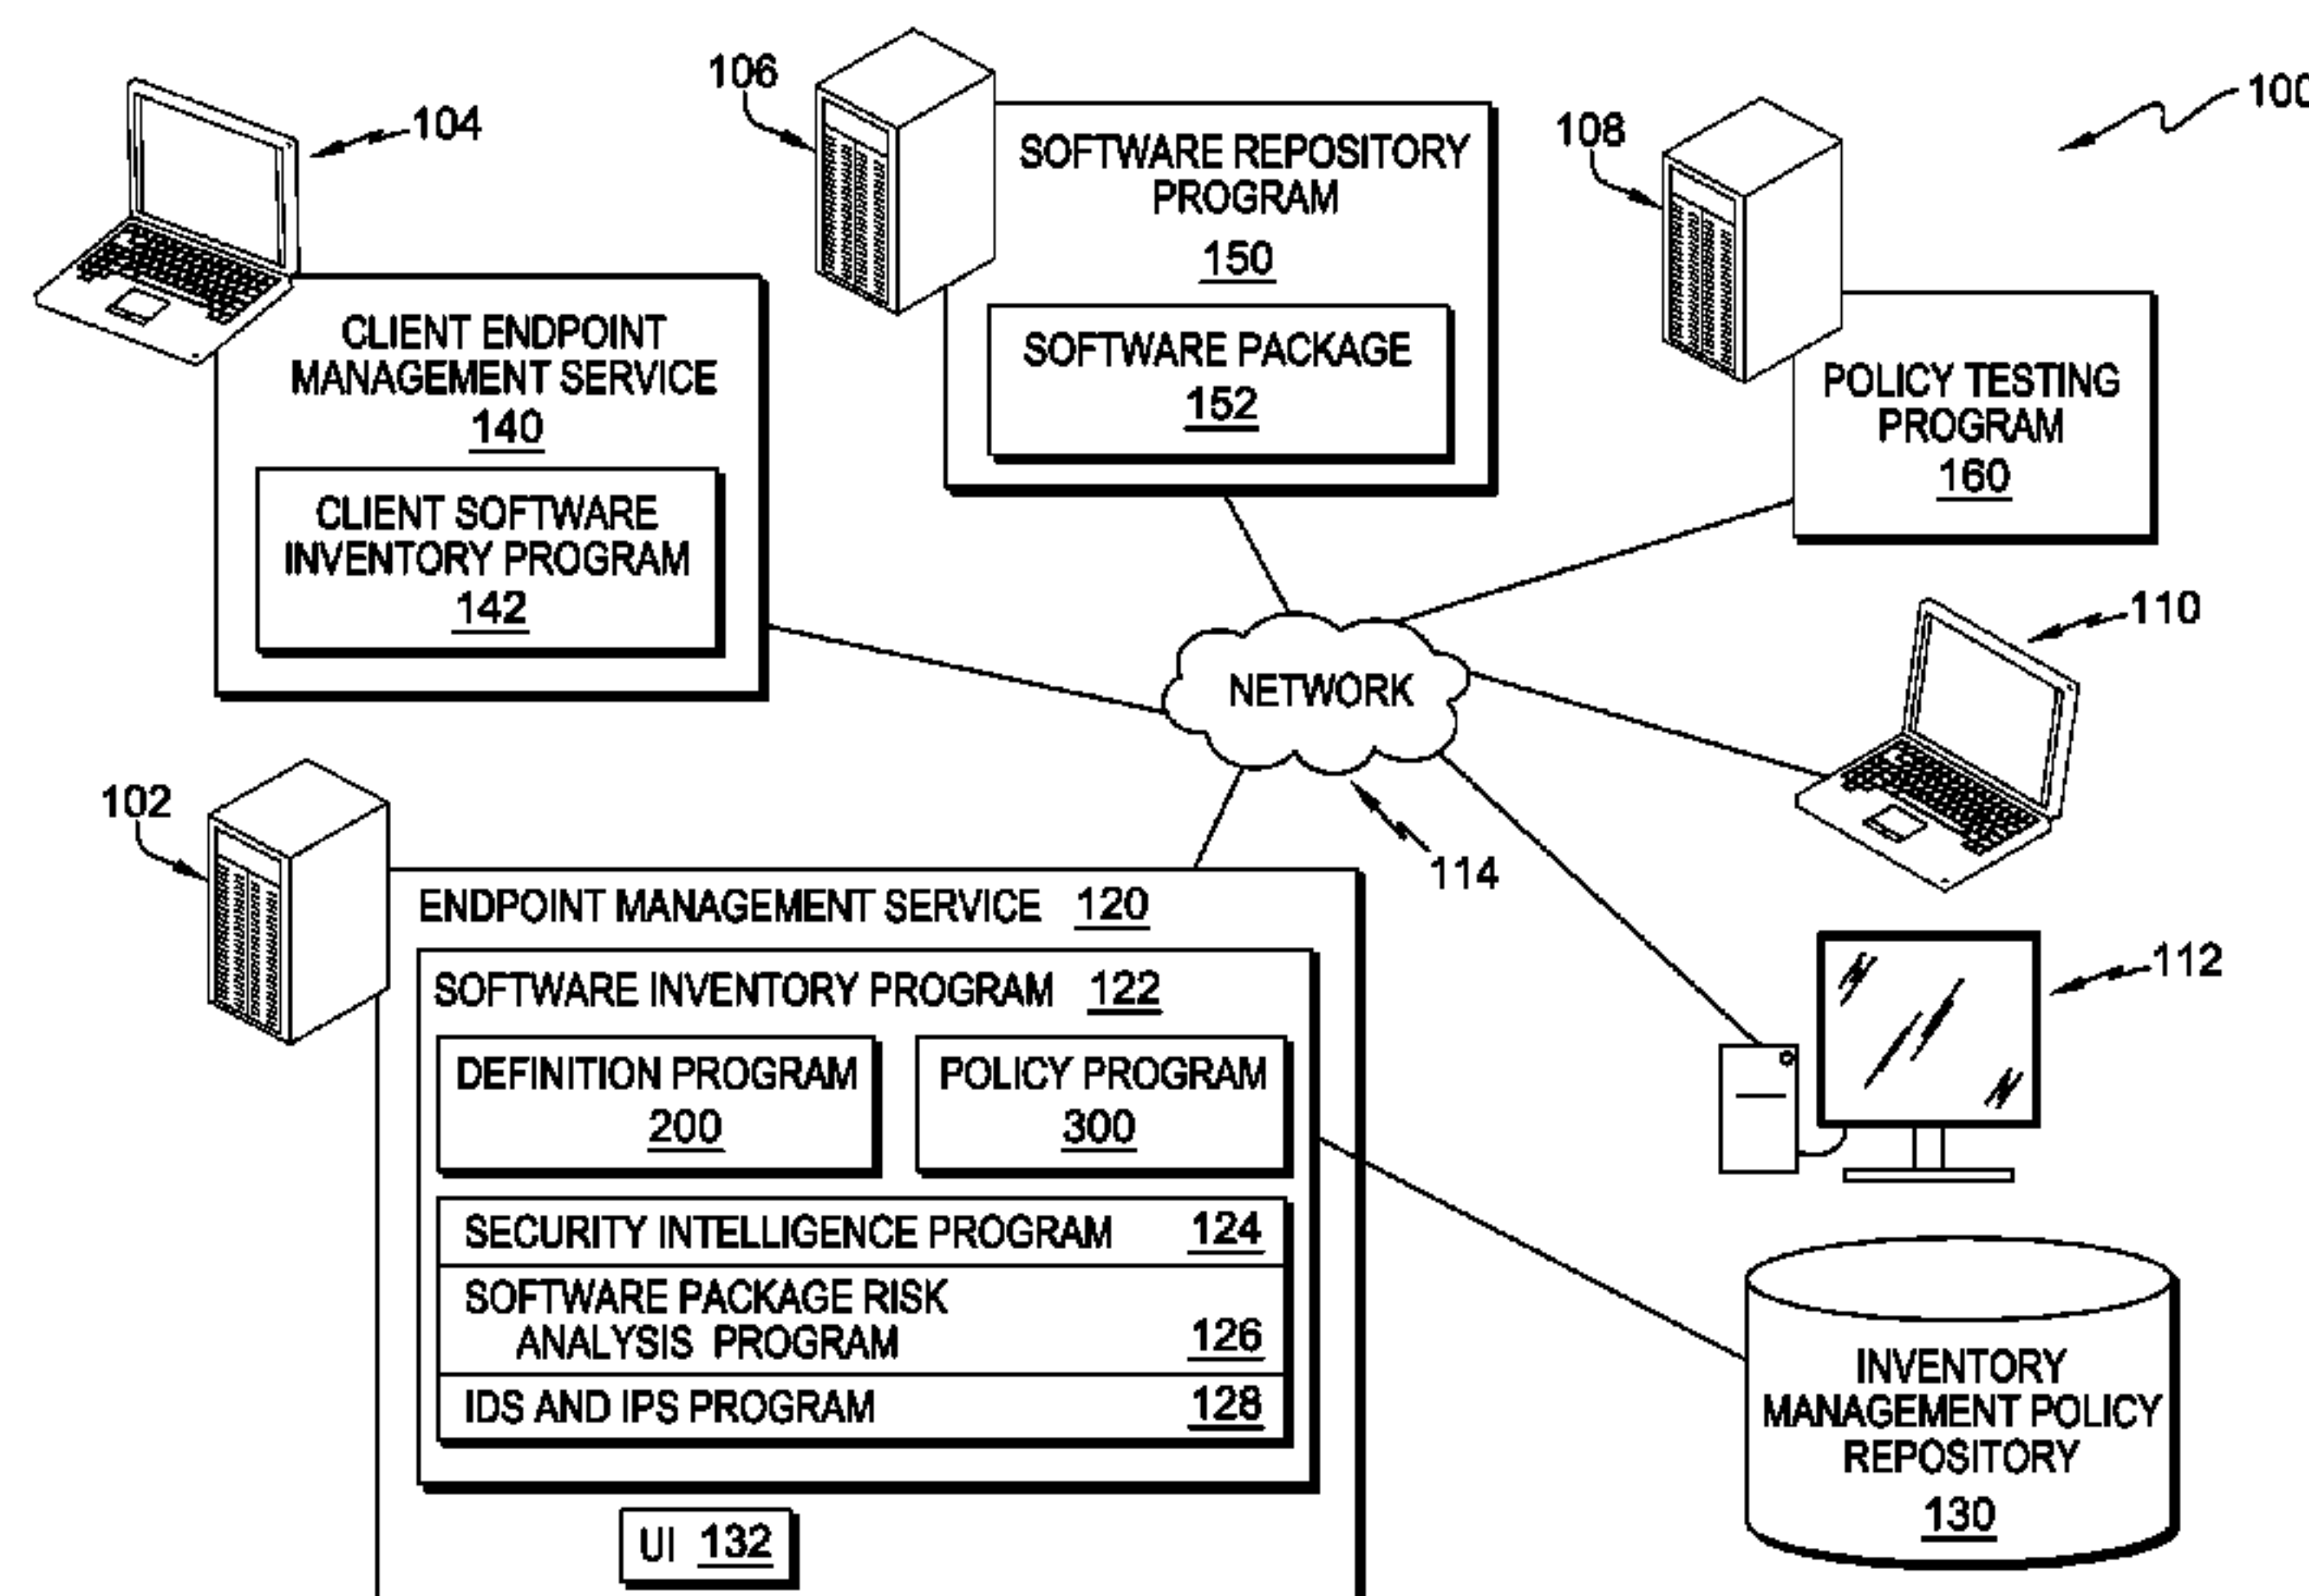 100
104
106
108
SOFTWARE REPOSITORY
PROGRAM
150
SOFTWARE PACKAGE
152
CLIENT ENDPOINT
MANAGEMENT SERVICE
140
CLIENT SOFTWARE
INVENTORY PROGRAM
142
POLICY TESTING
PROGRAM
160
110
NETWORK
114
102
112
ENDPOINT MANAGEMENT SERVICE 120
SOFTWARE INVENTORY PROGRAM 122
DEFINITION PROGRAM
200
POLICY PROGRAM
300
SECURITY INTELLIGENCE PROGRAM 124
SOFTWARE PACKAGE RISK
ANALYSIS PROGRAM 126
IDS AND IPS PROGRAM 128
UI 132
INVENTORY
MANAGEMENT POLICY
REPOSITORY
130